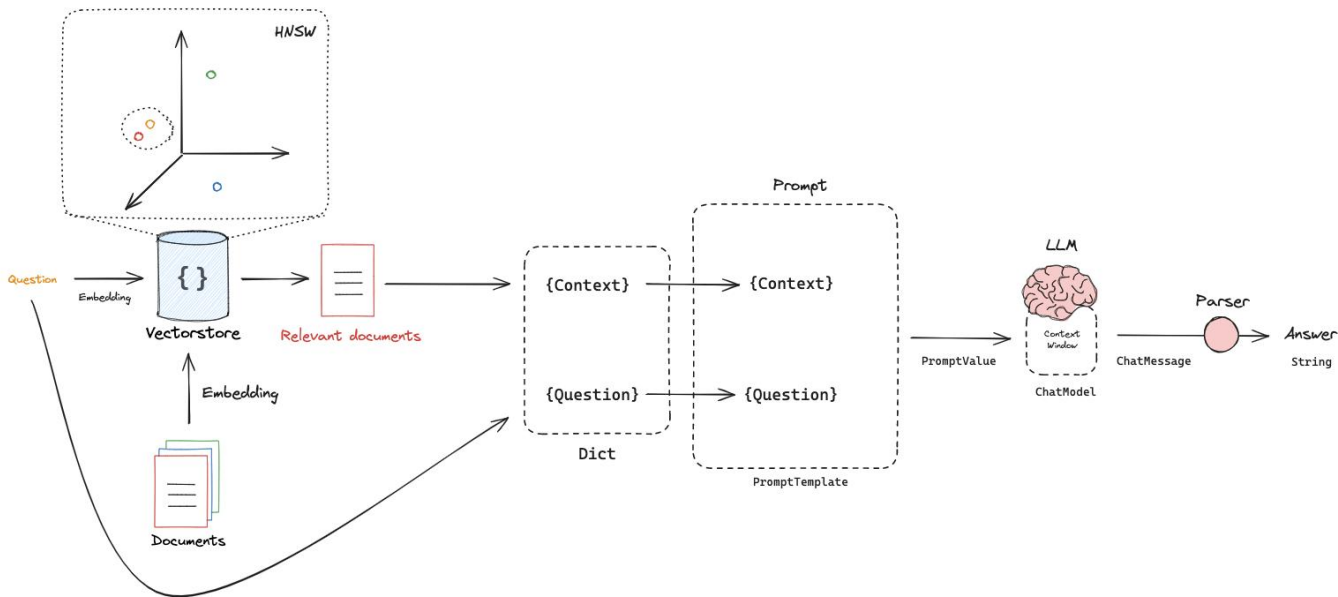 HNSW
Question
Embedding
{}
Vectorstore
Relevant documents
Embedding
Documents
{Context}
{Question}
Dict
Prompt
{Context}
{Question}
PromptTemplate
PromptValue
LLM
Context
Window
ChatModel
ChatMessage
Parser
Answer
String